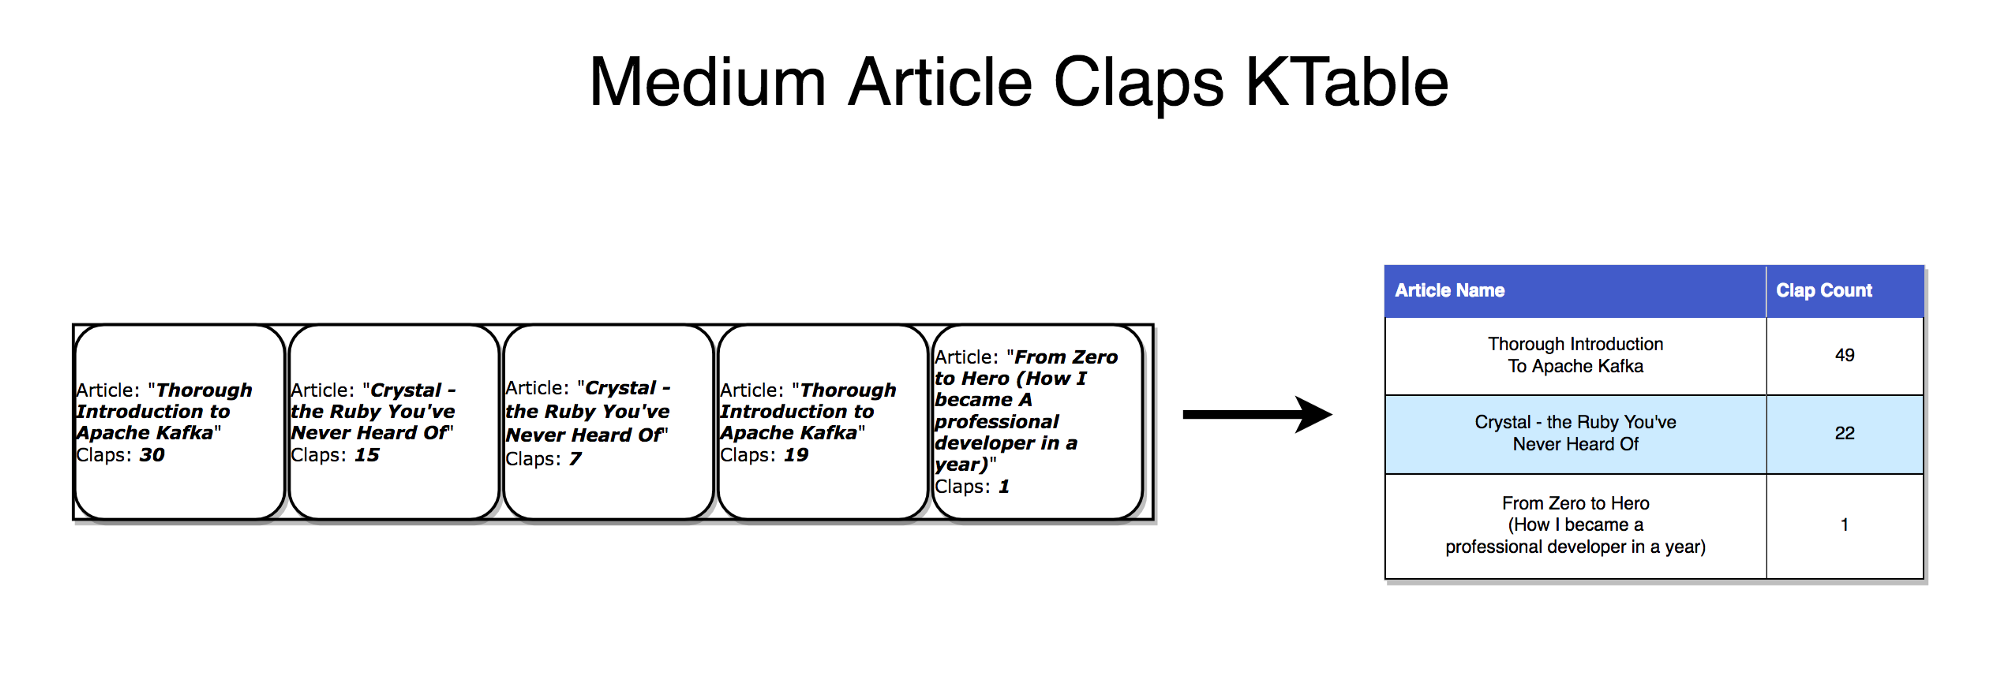 Medium Article Claps KTable
Article: "Thorough
Introduction to
Apache Kafka"
Claps: 30
Article: "Crystal -
the Ruby You've
Never Heard Of"
Claps: 15
Article: "Crystal -
the Ruby You've
Never Heard Of"
Claps: 7
Article: "Thorough
Introduction to
Apache Kafka"
Claps: 19
Article: "From Zero
to Hero (How I
became A
professional
developer in a
year)"
Claps: 1
Article Name
Clap Count
Thorough Introduction
To Apache Kafka
49
Crystal - the Ruby You've
Never Heard Of
22
From Zero to Hero
(How I became a
professional developer in a year)
1